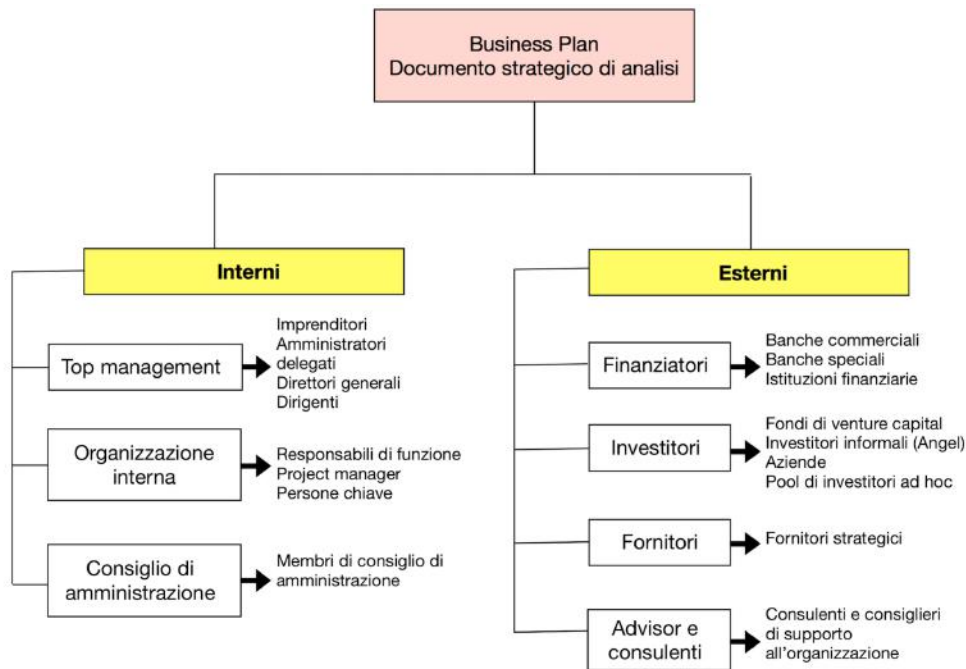 Business Plan
Documento strategico di analisi
Interni
Top management
Imprenditori
Amministratori
delegati
Direttori generali
Dirigenti
Organizzazione
interna
Responsabili di funzione
Project manager
Persone chiave
Consiglio di
amministrazione
Membri di consiglio di
amministrazione
Esterni
Finanziatori
Banche commerciali
Banche speciali
Istituzioni finanziarie
Investitori
Fondi di venture capital
Investitori informali (Angel)
Aziende
Pool di investitori ad hoc
Fornitori
Fornitori strategici
Advisor e
consulenti
Consulenti e consiglieri
di supporto
all'organizzazione